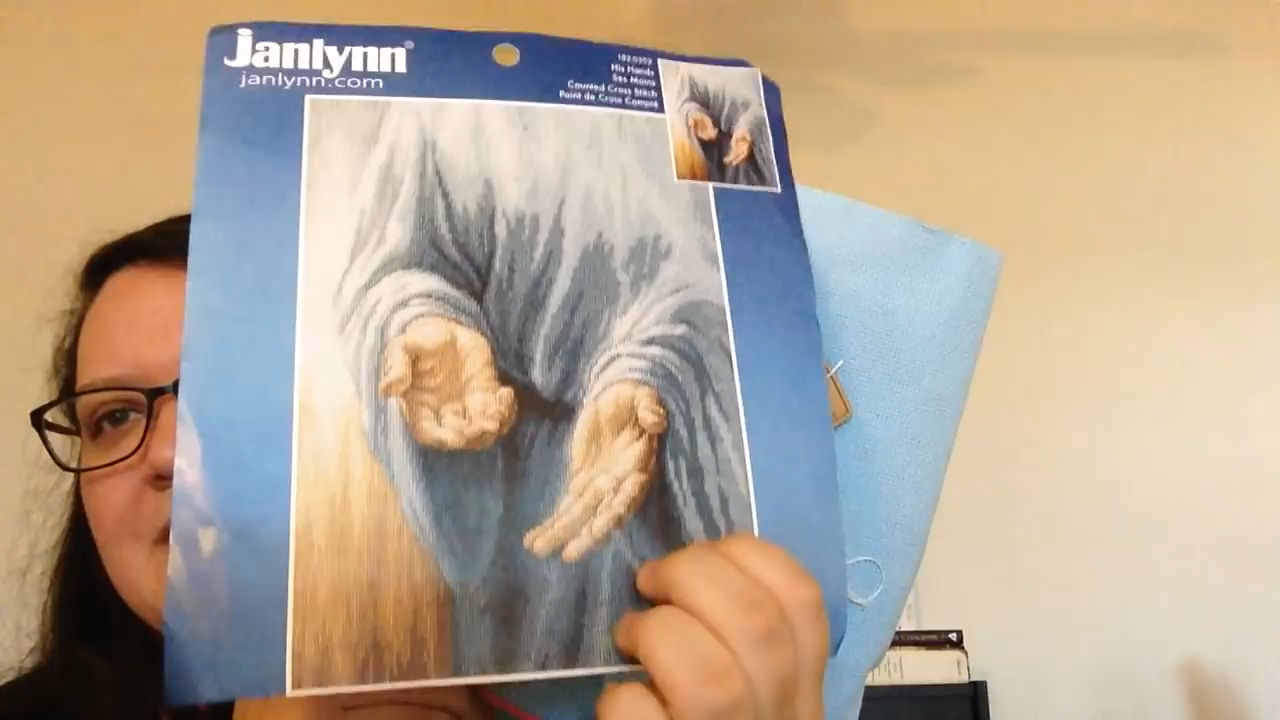 janlynn®
janlynn.com
His Hands
Ses Mains
Counted Cross Stitch
Point de Croix Compté